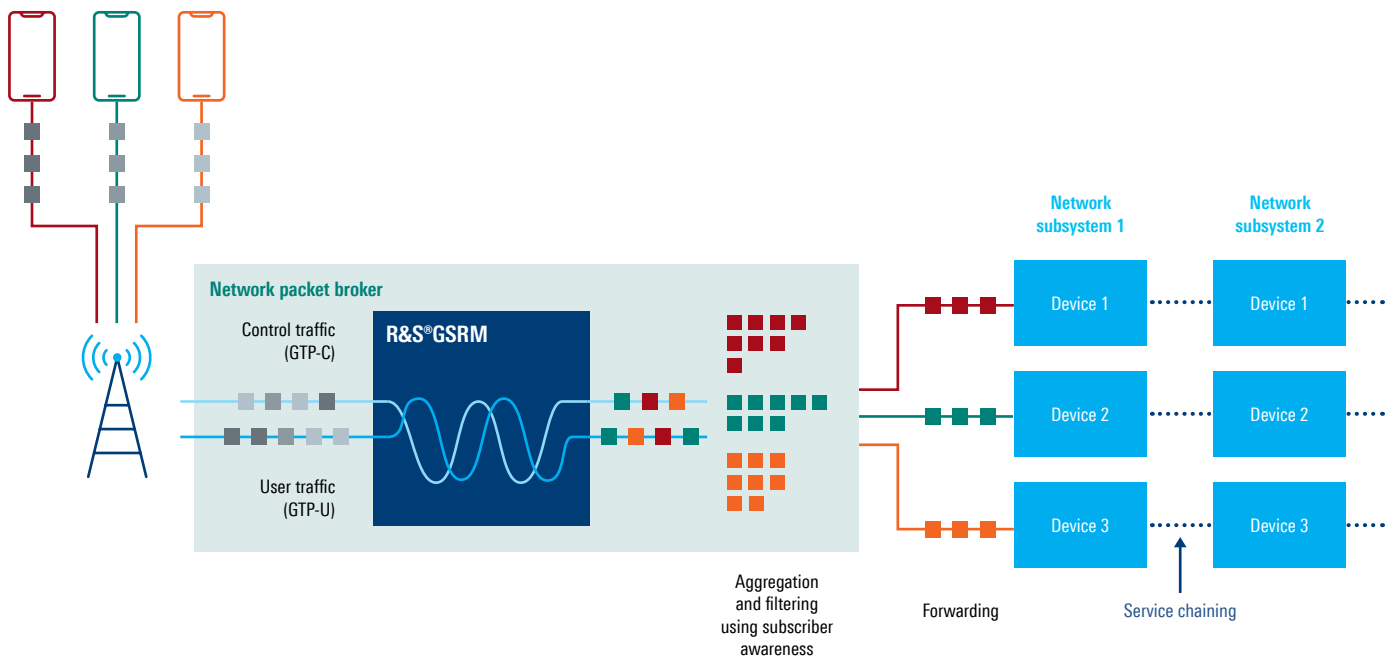 Network
subsystem 1
Network
subsystem 2
Network packet broker
Control traffic
(GTP-C)
R&S®GSRM
User traffic
(GTP-U)
Device 1
Device 1
Device 2
Device 2
Device 3
Device 3
Aggregation
and filtering
using subscriber
awareness
Forwarding
Service chaining